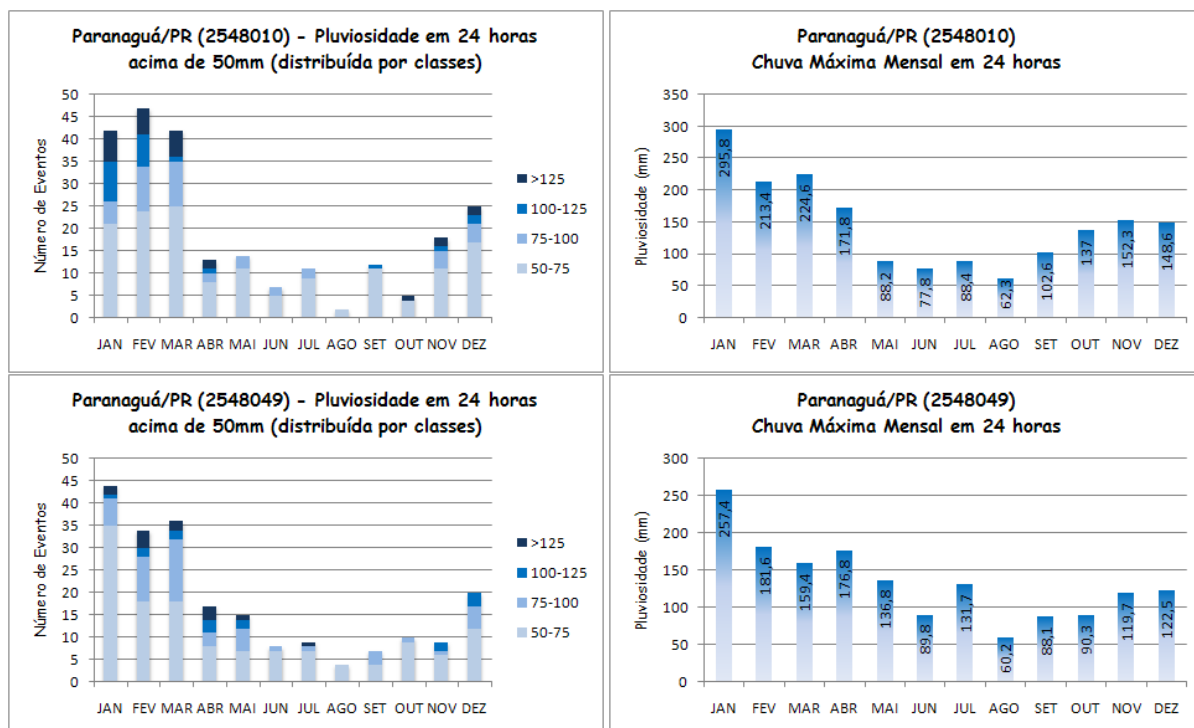 Paranaguá/PR (2548010) - Pluviosidade em 24 horas
acima de 50mm (distribuída por classes)
Número de Eventos
50
45
40
35
30
25
20
15
10
5
0
JAN FEV MAR ABR MAI JUN JUL AGO SET OUT NOV DEZ
>125
100-125
75-100
50-75
Paranaguá/PR (2548010)
Chuva Máxima Mensal em 24 horas
Pluviosidade (mm)
350
300
250
200
150
100
50
0
295,8 213,4 224,6 171,8 88,2 77,8 88,4 62,3 102,6 137 152,3 148,6
JAN FEV MAR ABR MAI JUN JUL AGO SET OUT NOV DEZ
Paranaguá/PR (2548049) - Pluviosidade em 24 horas
acima de 50mm (distribuída por classes)
Número de Eventos
50
45
40
35
30
25
20
15
10
5
0
JAN FEV MAR ABR MAI JUN JUL AGO SET OUT NOV DEZ
>125
100-125
75-100
50-75
Paranaguá/PR (2548049)
Chuva Máxima Mensal em 24 horas
Pluviosidade (mm)
300
250
200
150
100
50
0
257,4 181,6 159,4 176,8 136,8 89,8 131,7 60,2 88,1 90,3 119,7 122,5
JAN FEV MAR ABR MAI JUN JUL AGO SET OUT NOV DEZ